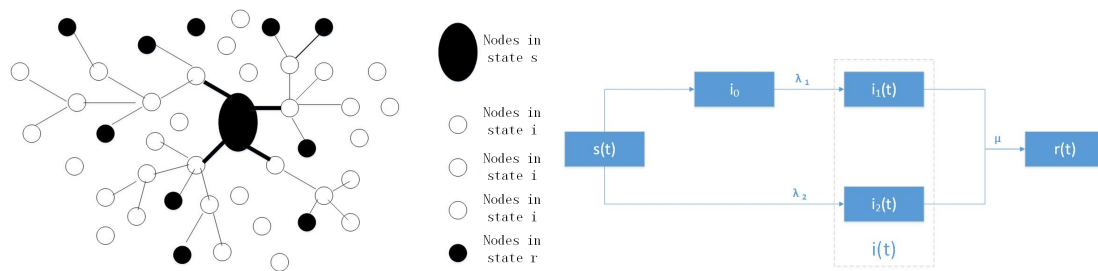 Nodes in
state s
Nodes in
state i
Nodes in
state i
Nodes in
state i
Nodes in
state r
i₀
λ₁
i₁(t)
s(t)
μ
r(t)
λ₂
i₂(t)
i(t)